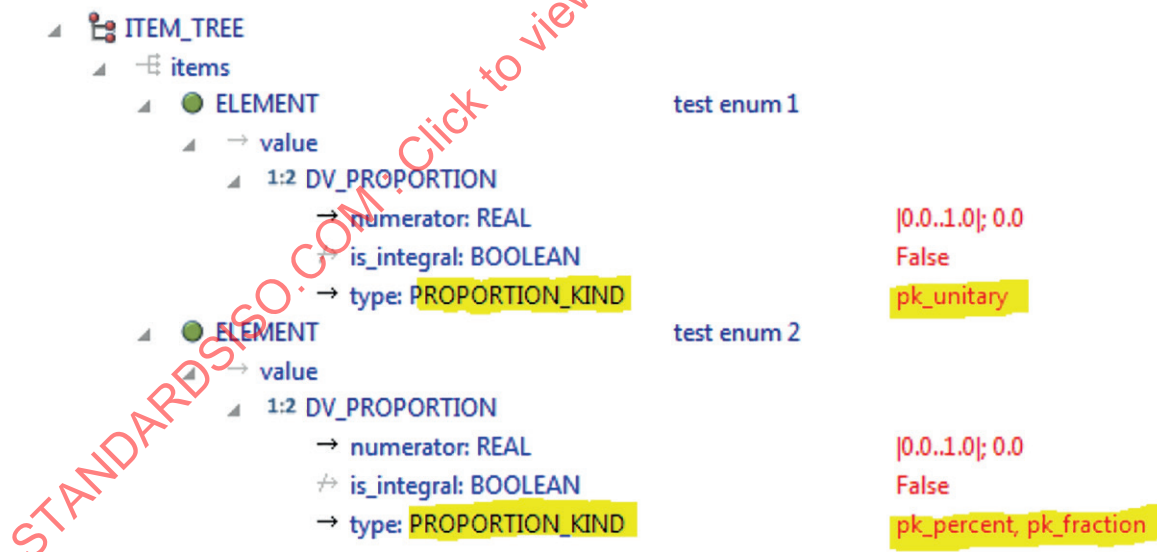 ITEM_TREE
items
ELEMENT test enum 1
value
1:2 DV_PROPORTION
numerator: REAL |0.0..1.0|; 0.0
is_integral: BOOLEAN False
type: PROPORTION_KIND pk_unitary
ELEMENT test enum 2
value
1:2 DV_PROPORTION
numerator: REAL |0.0..1.0|; 0.0
is_integral: BOOLEAN False
type: PROPORTION_KIND pk_percent, pk_fraction
STANDARDSISO.COM : Click to view